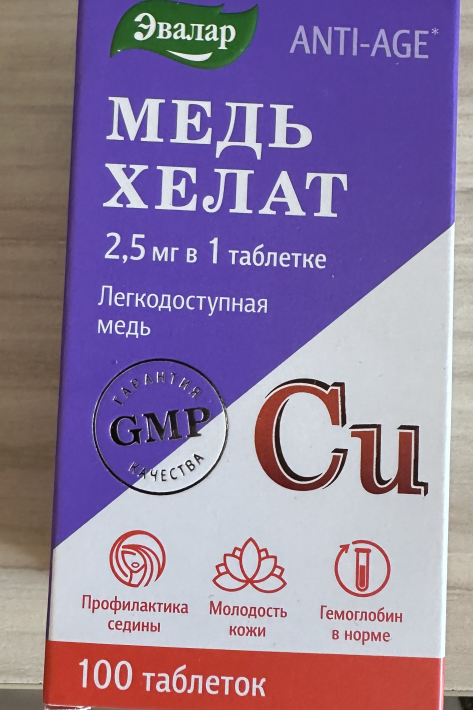 Эвалар
ANTI-AGE*
МЕДЬ
ХЕЛАТ
2,5 мг в 1 таблетке
Легкодоступная
медь
ГАРАНТИЯ
GMP
КАЧЕСТВА
Cu
Профилактика
седины
Молодость
кожи
Гемоглобин
в норме
100 таблеток